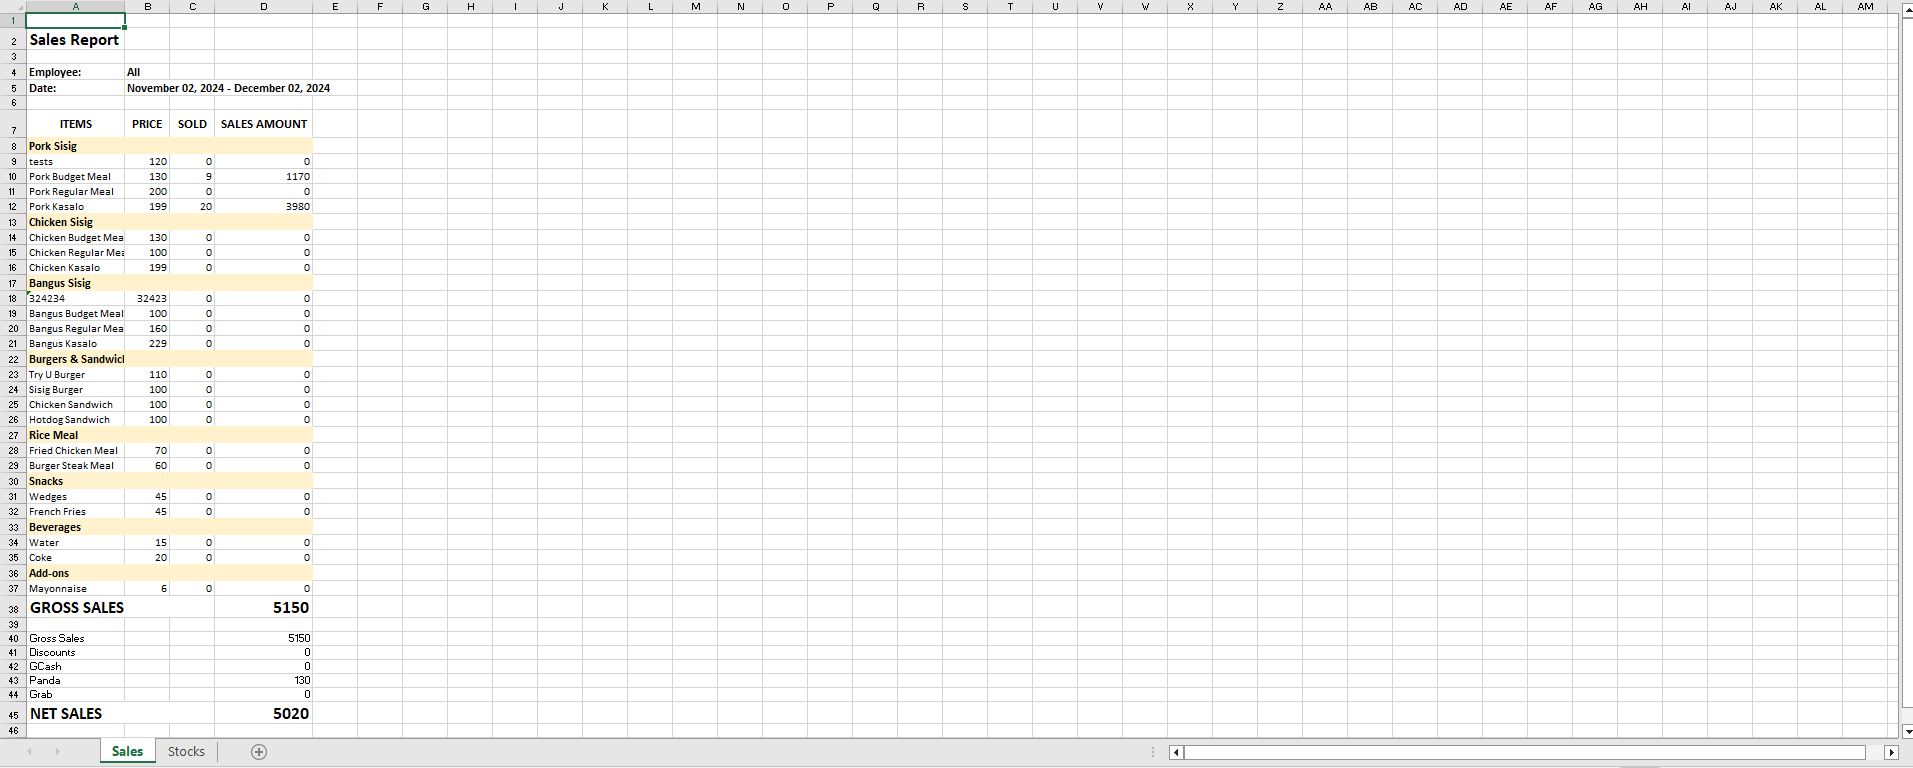 A B C D E F G H I J K L M N O P Q R S T U V W X Y Z AA AB AC AD AE AF AG AH AI AJ AK AL AM
1
2 Sales Report
3
4 Employee: All
5 Date: November 02, 2024 - December 02, 2024
6
7 ITEMS PRICE SOLD SALES AMOUNT
8 Pork Sisig
9 tests 120 0 0
10 Pork Budget Meal 130 9 1170
11 Pork Regular Meal 200 0 0
12 Pork Kasalo 199 20 3980
13 Chicken Sisig
14 Chicken Budget Mea 130 0 0
15 Chicken Regular Mea 100 0 0
16 Chicken Kasalo 199 0 0
17 Bangus Sisig
18 324234 32423 0 0
19 Bangus Budget Meal 100 0 0
20 Bangus Regular Mea 160 0 0
21 Bangus Kasalo 229 0 0
22 Burgers & Sandwich
23 Try U Burger 110 0 0
24 Sisig Burger 100 0 0
25 Chicken Sandwich 100 0 0
26 Hotdog Sandwich 100 0 0
27 Rice Meal
28 Fried Chicken Meal 70 0 0
29 Burger Steak Meal 60 0 0
30 Snacks
31 Wedges 45 0 0
32 French Fries 45 0 0
33 Beverages
34 Water 15 0 0
35 Coke 20 0 0
36 Add-ons
37 Mayonnaise 6 0 0
38 GROSS SALES 5150
39
40 Gross Sales 5150
41 Discounts 0
42 GCash 0
43 Panda 130
44 Grab 0
45 NET SALES 5020
46
Sales Stocks